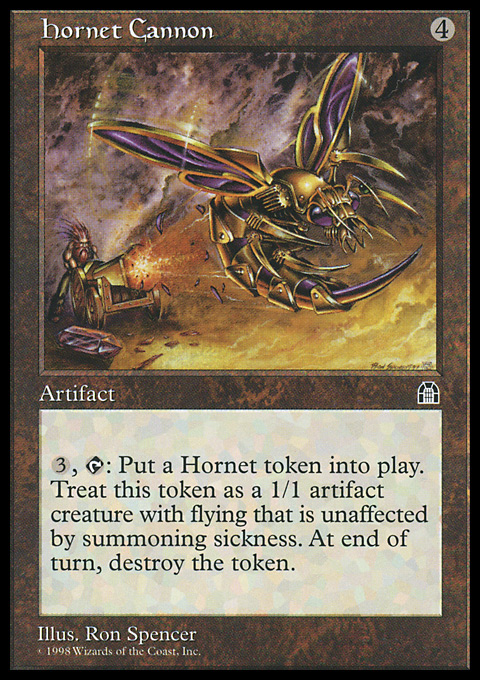 Hornet Cannon
4
Artifact
3, : Put a Hornet token into play.
Treat this token as a 1/1 artifact
creature with flying that is unaffected
by summoning sickness. At end of
turn, destroy the token.
Illus. Ron Spencer
© 1998 Wizards of the Coast, Inc.